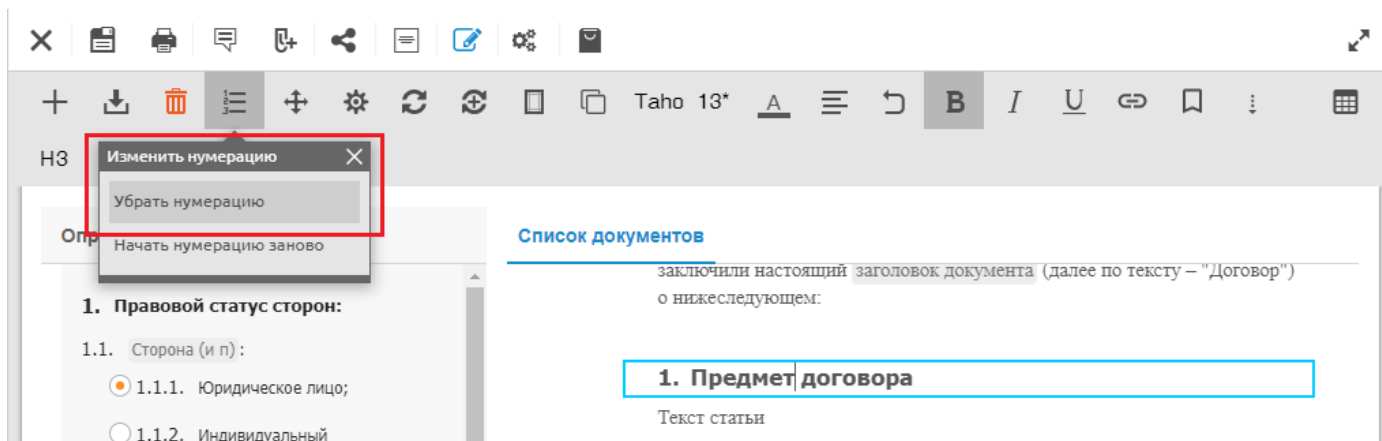 Taho 13* A B I U
H3
Изменить нумерацию
Убрать нумерацию
Начать нумерацию заново
Опр
Список документов
1. Правовой статус сторон:
1.1. Сторона (и п) :
1.1.1. Юридическое лицо;
1.1.2. Индивидуальный
заключили настоящий заголовок документа (далее по тексту – "Договор")
о нижеследующем:
1. Предмет договора
Текст статьи